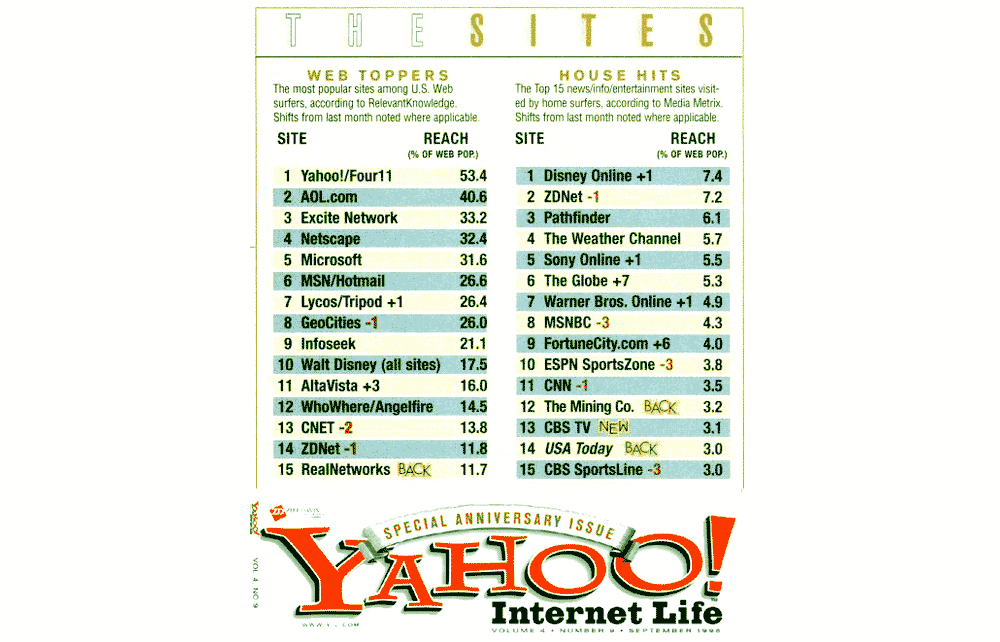 THE SITES
WEB TOPPERS
The most popular sites among U.S. Web
surfers, according to RelevantKnowledge.
Shifts from last month noted where applicable.
SITE REACH
(% OF WEB POP.)
1 Yahoo!/Four11 53.4
2 AOL.com 40.6
3 Excite Network 33.2
4 Netscape 32.4
5 Microsoft 31.6
6 MSN/Hotmail 26.6
7 Lycos/Tripod +1 26.4
8 GeoCities -1 26.0
9 Infoseek 21.1
10 Walt Disney (all sites) 17.5
11 AltaVista +3 16.0
12 WhoWhere/Angelfire 14.5
13 CNET -2 13.8
14 ZDNet -1 11.8
15 RealNetworks BACK 11.7
HOUSE HITS
The Top 15 news/info/entertainment sites visit-
ed by home surfers, according to Media Metrix.
Shifts from last month noted where applicable.
SITE REACH
(% OF WEB POP.)
1 Disney Online +1 7.4
2 ZDNet -1 7.2
3 Pathfinder 6.1
4 The Weather Channel 5.7
5 Sony Online +1 5.5
6 The Globe +7 5.3
7 Warner Bros. Online +1 4.9
8 MSNBC -3 4.3
9 FortuneCity.com +6 4.0
10 ESPN SportsZone -3 3.8
11 CNN -1 3.5
12 The Mining Co. BACK 3.2
13 CBS TV NEW 3.1
14 USA Today BACK 3.0
15 CBS SportsLine -3 3.0
SPECIAL ANNIVERSARY ISSUE
YAHOO!
Internet Life
VOLUME 4 • NUMBER 9 • SEPTEMBER 1998
VOL 4 NO 9